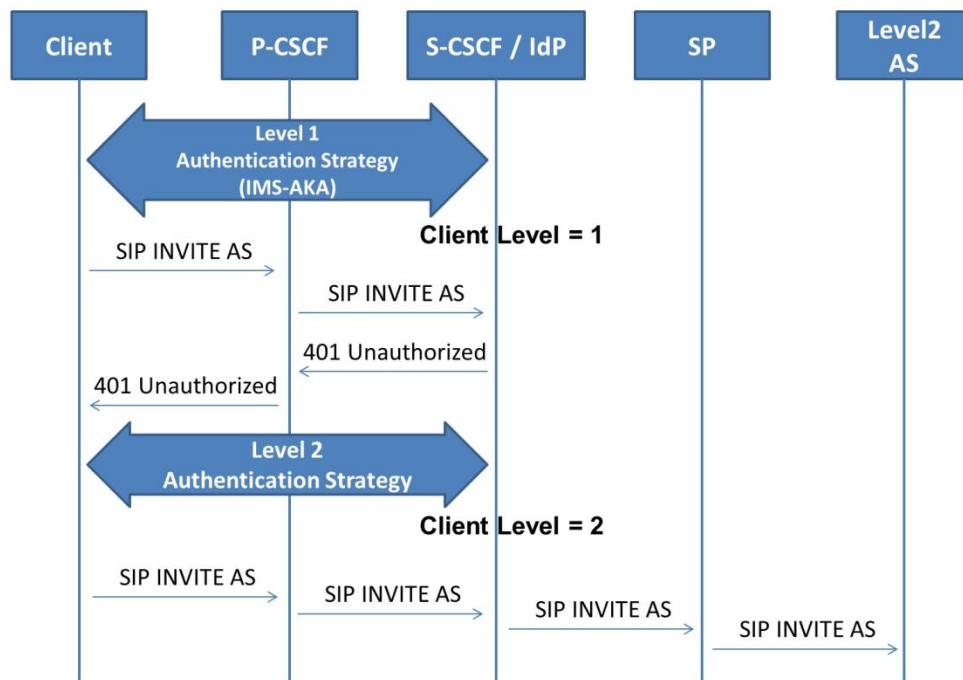 Client
P-CSCF
S-CSCF / IdP
SP
Level2
AS
Level 1
Authentication Strategy
(IMS-AKA)
Client Level = 1
SIP INVITE AS
SIP INVITE AS
401 Unauthorized
401 Unauthorized
Level 2
Authentication Strategy
Client Level = 2
SIP INVITE AS
SIP INVITE AS
SIP INVITE AS
SIP INVITE AS